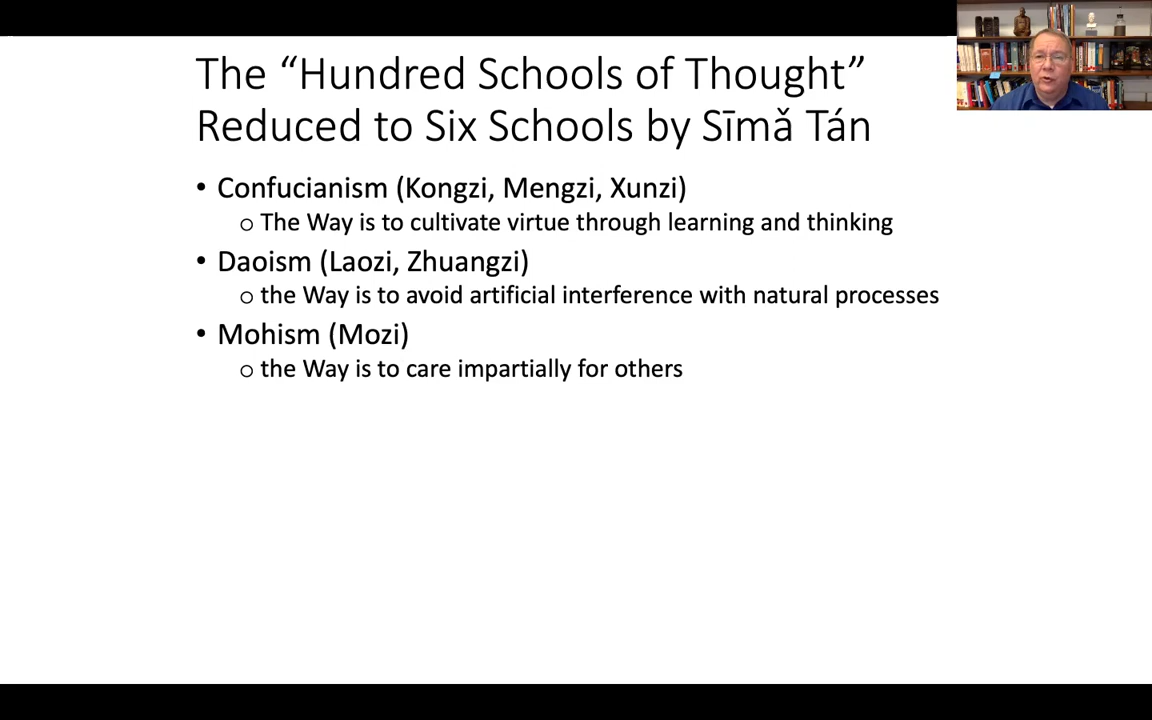 The “Hundred Schools of Thought”
Reduced to Six Schools by Sīmǎ Tán
• Confucianism (Kongzi, Mengzi, Xunzi)
o The Way is to cultivate virtue through learning and thinking
• Daoism (Laozi, Zhuangzi)
o the Way is to avoid artificial interference with natural processes
• Mohism (Mozi)
o the Way is to care impartially for others